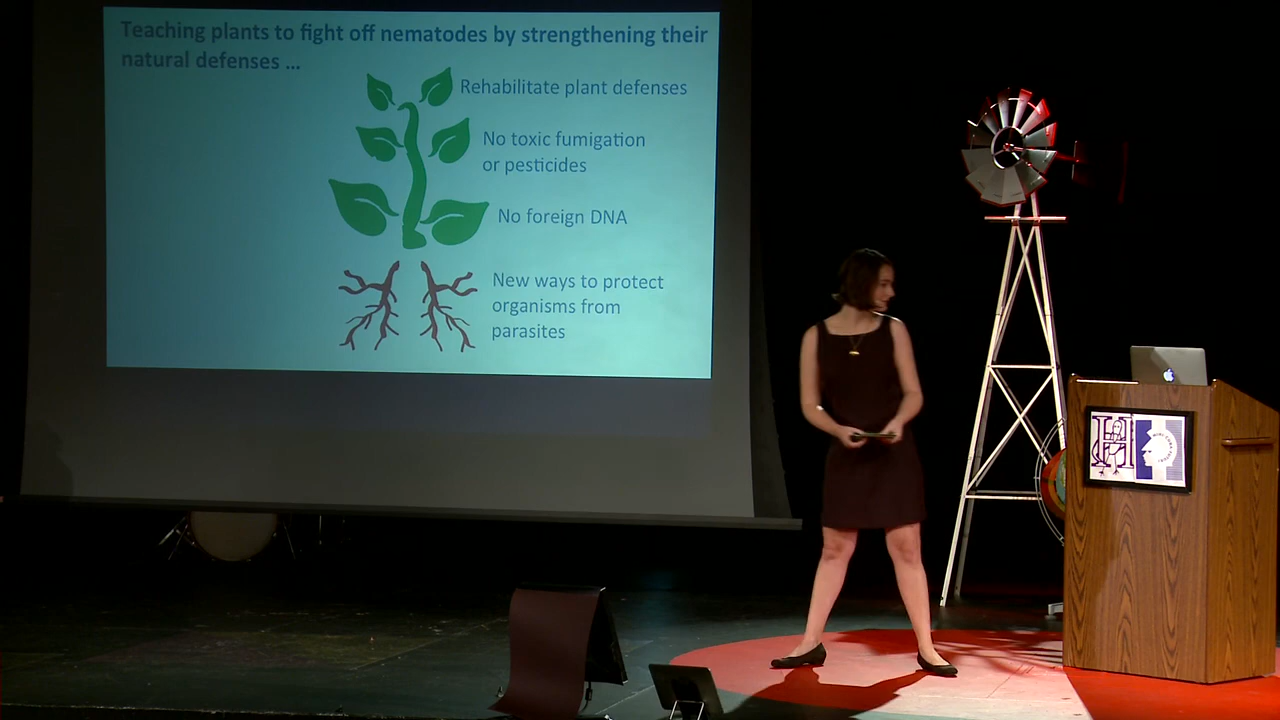 Teaching plants to fight off nematodes by strengthening their
natural defenses ...
Rehabilitate plant defenses
No toxic fumigation
or pesticides
No foreign DNA
New ways to protect
organisms from
parasites